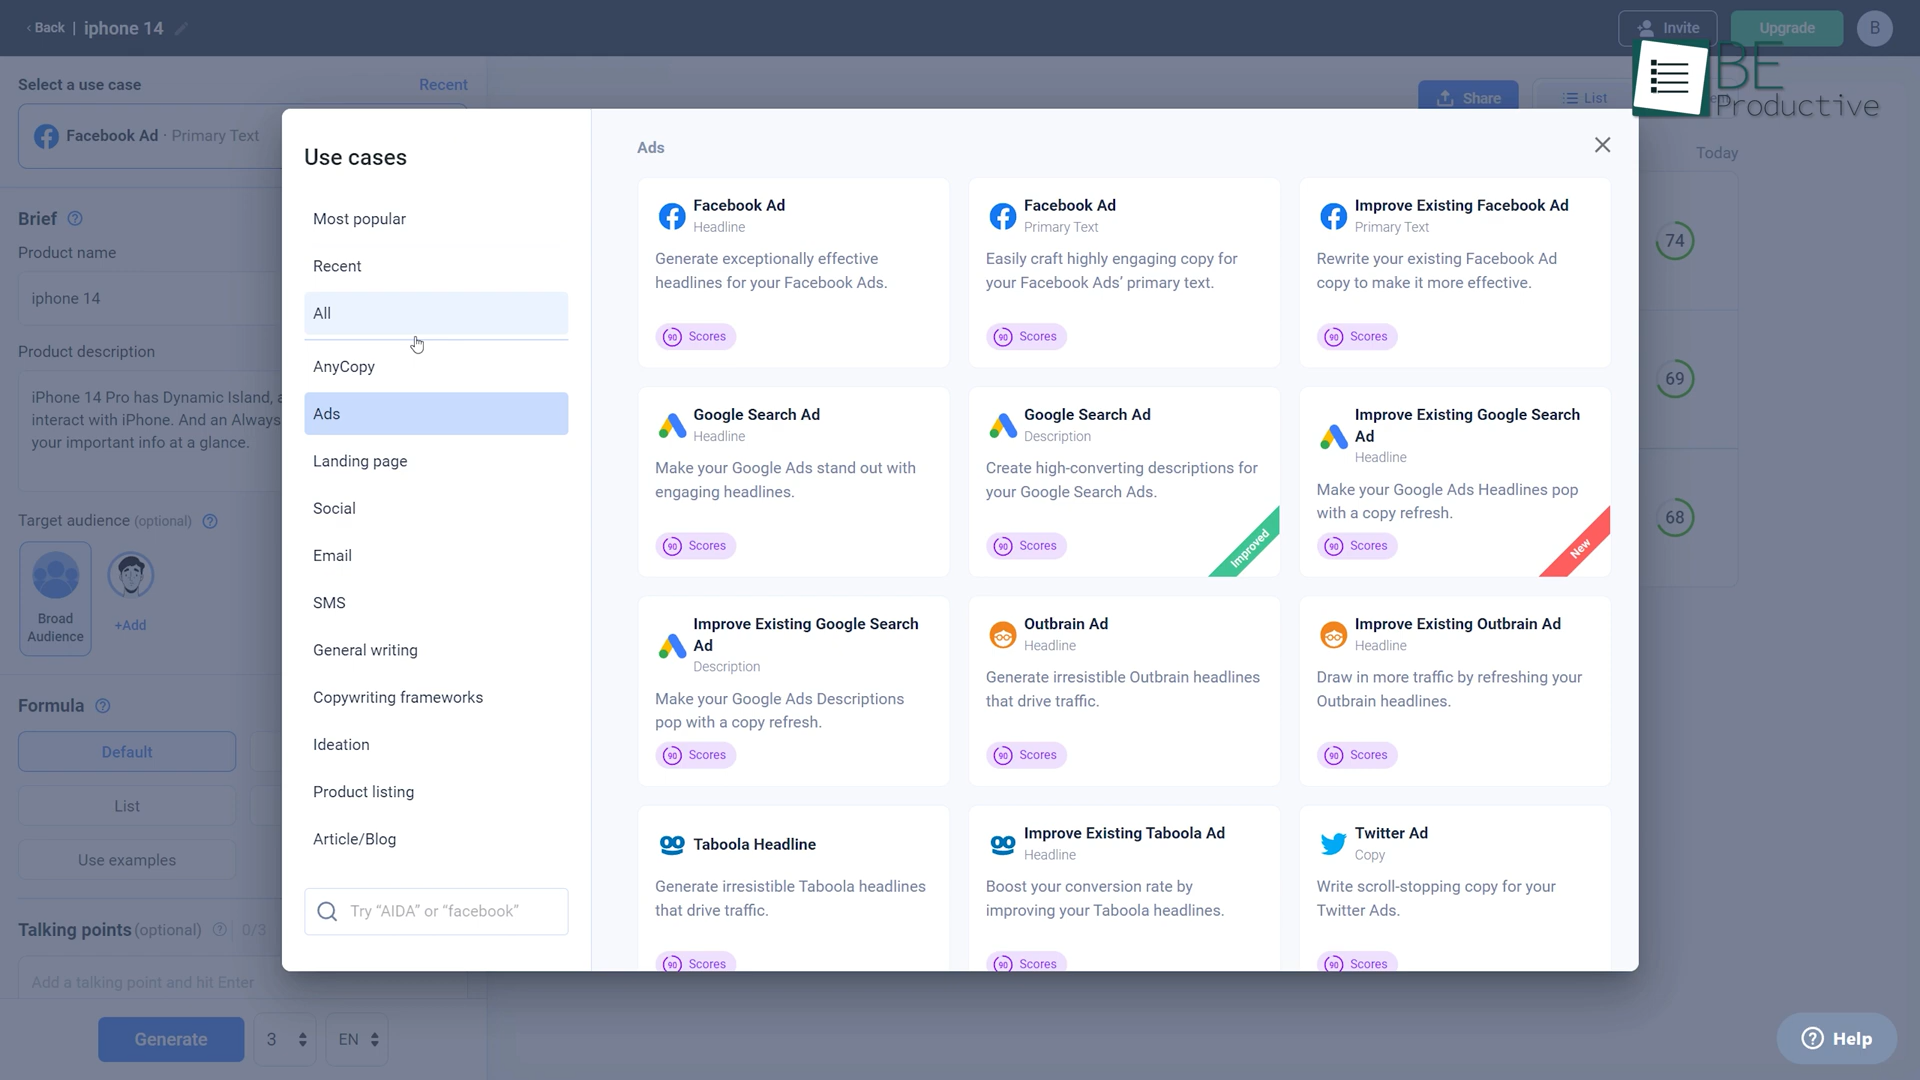 Back | iphone 14
Invite
Upgrade
B
BE
Productive
Select a use case
Recent
Facebook Ad · Primary Text
Share
List
Today
Brief
Product name
iphone 14
Product description
iPhone 14 Pro has Dynamic Island,
interact with iPhone. And an Always
your important info at a glance.
Target audience (optional)
Broad
Audience
+Add
Formula
Default
List
Use examples
Talking points (optional)
0/3
Add a talking point and hit Enter
Generate
3
EN
Use cases
Most popular
Recent
All
AnyCopy
Ads
Landing page
Social
Email
SMS
General writing
Copywriting frameworks
Ideation
Product listing
Article/Blog
Try “AIDA” or “facebook”
Ads
Facebook Ad
Headline
Generate exceptionally effective
headlines for your Facebook Ads.
90 Scores
Facebook Ad
Primary Text
Easily craft highly engaging copy for
your Facebook Ads’ primary text.
90 Scores
Improve Existing Facebook Ad
Primary Text
Rewrite your existing Facebook Ad
copy to make it more effective.
90 Scores
Google Search Ad
Headline
Make your Google Ads stand out with
engaging headlines.
90 Scores
Google Search Ad
Description
Create high-converting descriptions for
your Google Search Ads.
90 Scores
Improved
Improve Existing Google Search
Ad
Headline
Make your Google Ads Headlines pop
with a copy refresh.
90 Scores
New
Improve Existing Google Search
Ad
Description
Make your Google Ads Descriptions
pop with a copy refresh.
90 Scores
Outbrain Ad
Headline
Generate irresistible Outbrain headlines
that drive traffic.
90 Scores
Improve Existing Outbrain Ad
Headline
Draw in more traffic by refreshing your
Outbrain headlines.
90 Scores
Taboola Headline
Generate irresistible Taboola headlines
that drive traffic.
90 Scores
Improve Existing Taboola Ad
Headline
Boost your conversion rate by
improving your Taboola headlines.
90 Scores
Twitter Ad
Copy
Write scroll-stopping copy for your
Twitter Ads.
90 Scores
74
69
68
Help